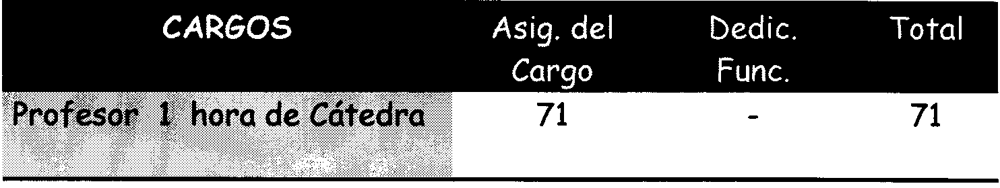 CARGOS Asig. del Dedic. Total
Cargo Func.
Profesor 1 hora de Cátedra 71 - 71